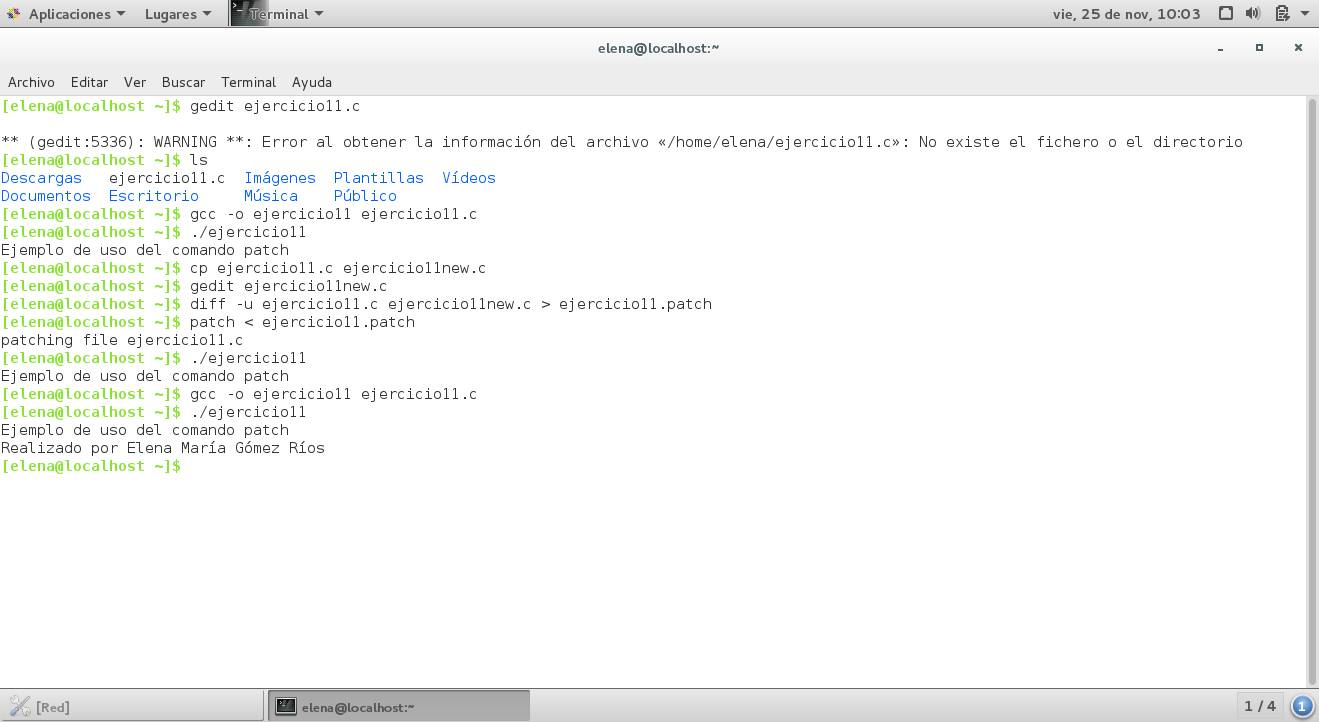 Aplicaciones Lugares Terminal vie, 25 de nov, 10:03
elena@localhost:~
Archivo Editar Ver Buscar Terminal Ayuda
[elena@localhost ~]$ gedit ejercicio11.c
** (gedit:5336): WARNING **: Error al obtener la información del archivo «/home/elena/ejercicio11.c»: No existe el fichero o el directorio
[elena@localhost ~]$ ls
Descargas ejercicio11.c Imágenes Plantillas Vídeos
Documentos Escritorio Música Público
[elena@localhost ~]$ gcc -o ejercicio11 ejercicio11.c
[elena@localhost ~]$ ./ejercicio11
Ejemplo de uso del comando patch
[elena@localhost ~]$ cp ejercicio11.c ejercicio11new.c
[elena@localhost ~]$ gedit ejercicio11new.c
[elena@localhost ~]$ diff -u ejercicio11.c ejercicio11new.c > ejercicio11.patch
[elena@localhost ~]$ patch < ejercicio11.patch
patching file ejercicio11.c
[elena@localhost ~]$ ./ejercicio11
Ejemplo de uso del comando patch
[elena@localhost ~]$ gcc -o ejercicio11 ejercicio11.c
[elena@localhost ~]$ ./ejercicio11
Ejemplo de uso del comando patch
Realizado por Elena María Gómez Ríos
[elena@localhost ~]$
[Red] elena@localhost:~ 1 / 4 1